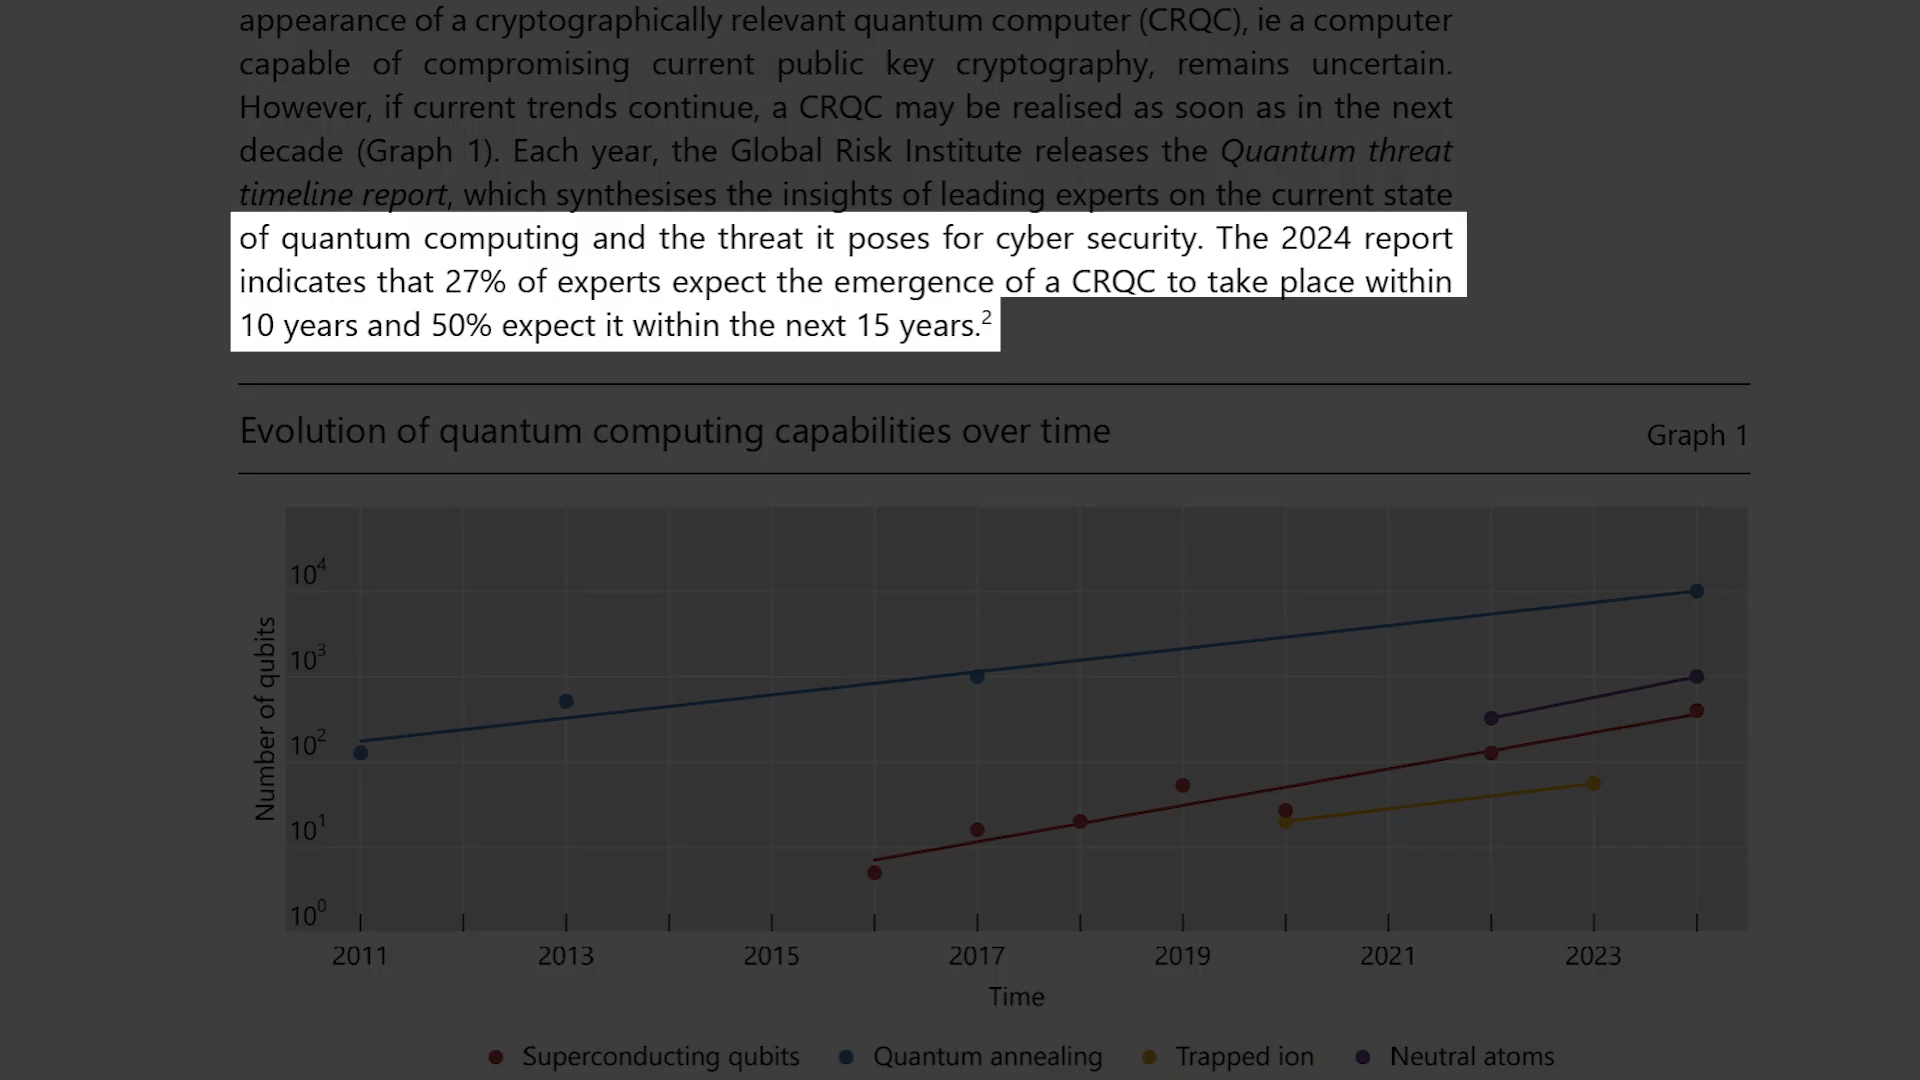 appearance of a cryptographically relevant quantum computer (CRQC), ie a computer
capable of compromising current public key cryptography, remains uncertain.
However, if current trends continue, a CRQC may be realised as soon as in the next
decade (Graph 1). Each year, the Global Risk Institute releases the Quantum threat
timeline report, which synthesises the insights of leading experts on the current state
of quantum computing and the threat it poses for cyber security. The 2024 report
indicates that 27% of experts expect the emergence of a CRQC to take place within
10 years and 50% expect it within the next 15 years.²
Evolution of quantum computing capabilities over time
Graph 1
Number of qubits
10⁴
10³
10²
10¹
10⁰
2011 2013 2015 2017 2019 2021 2023
Time
Superconducting qubits Quantum annealing Trapped ion Neutral atoms